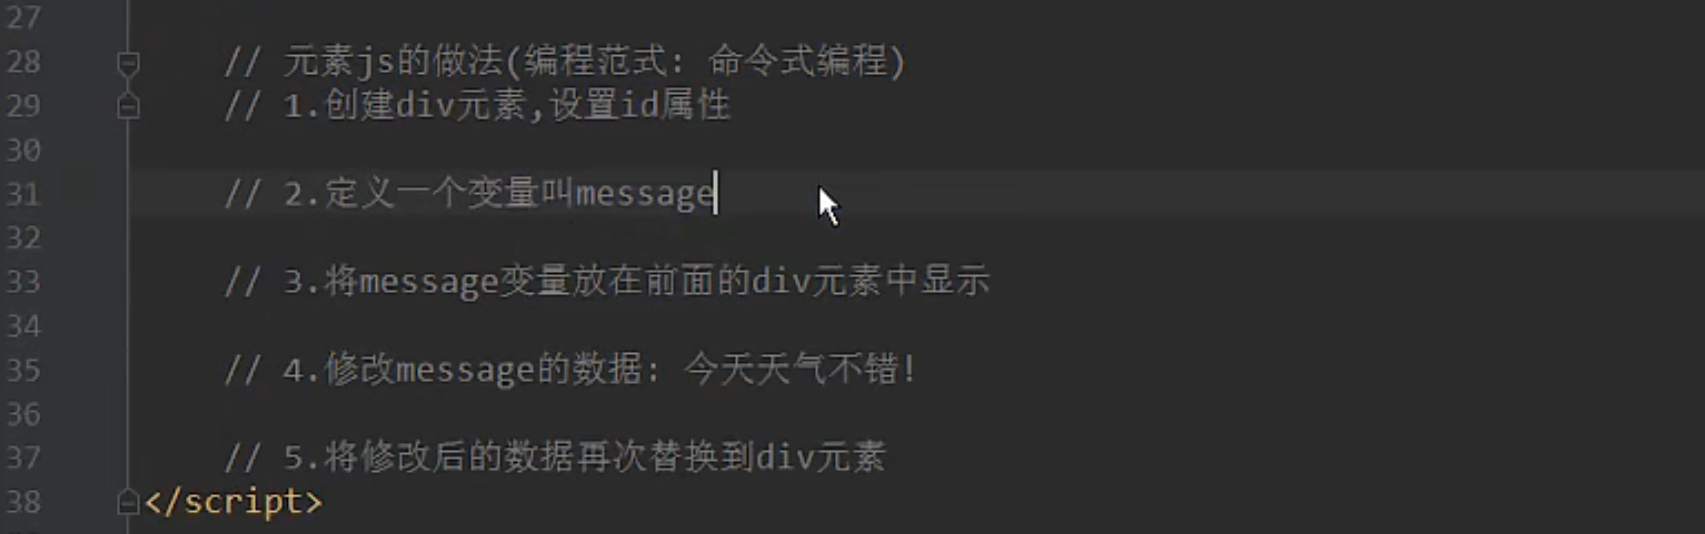 27
28 // 元素js的做法(编程范式: 命令式编程)
29 // 1.创建div元素,设置id属性
30
31 // 2.定义一个变量叫message
32
33 // 3.将message变量放在前面的div元素中显示
34
35 // 4.修改message的数据: 今天天气不错!
36
37 // 5.将修改后的数据再次替换到div元素
38 </script>